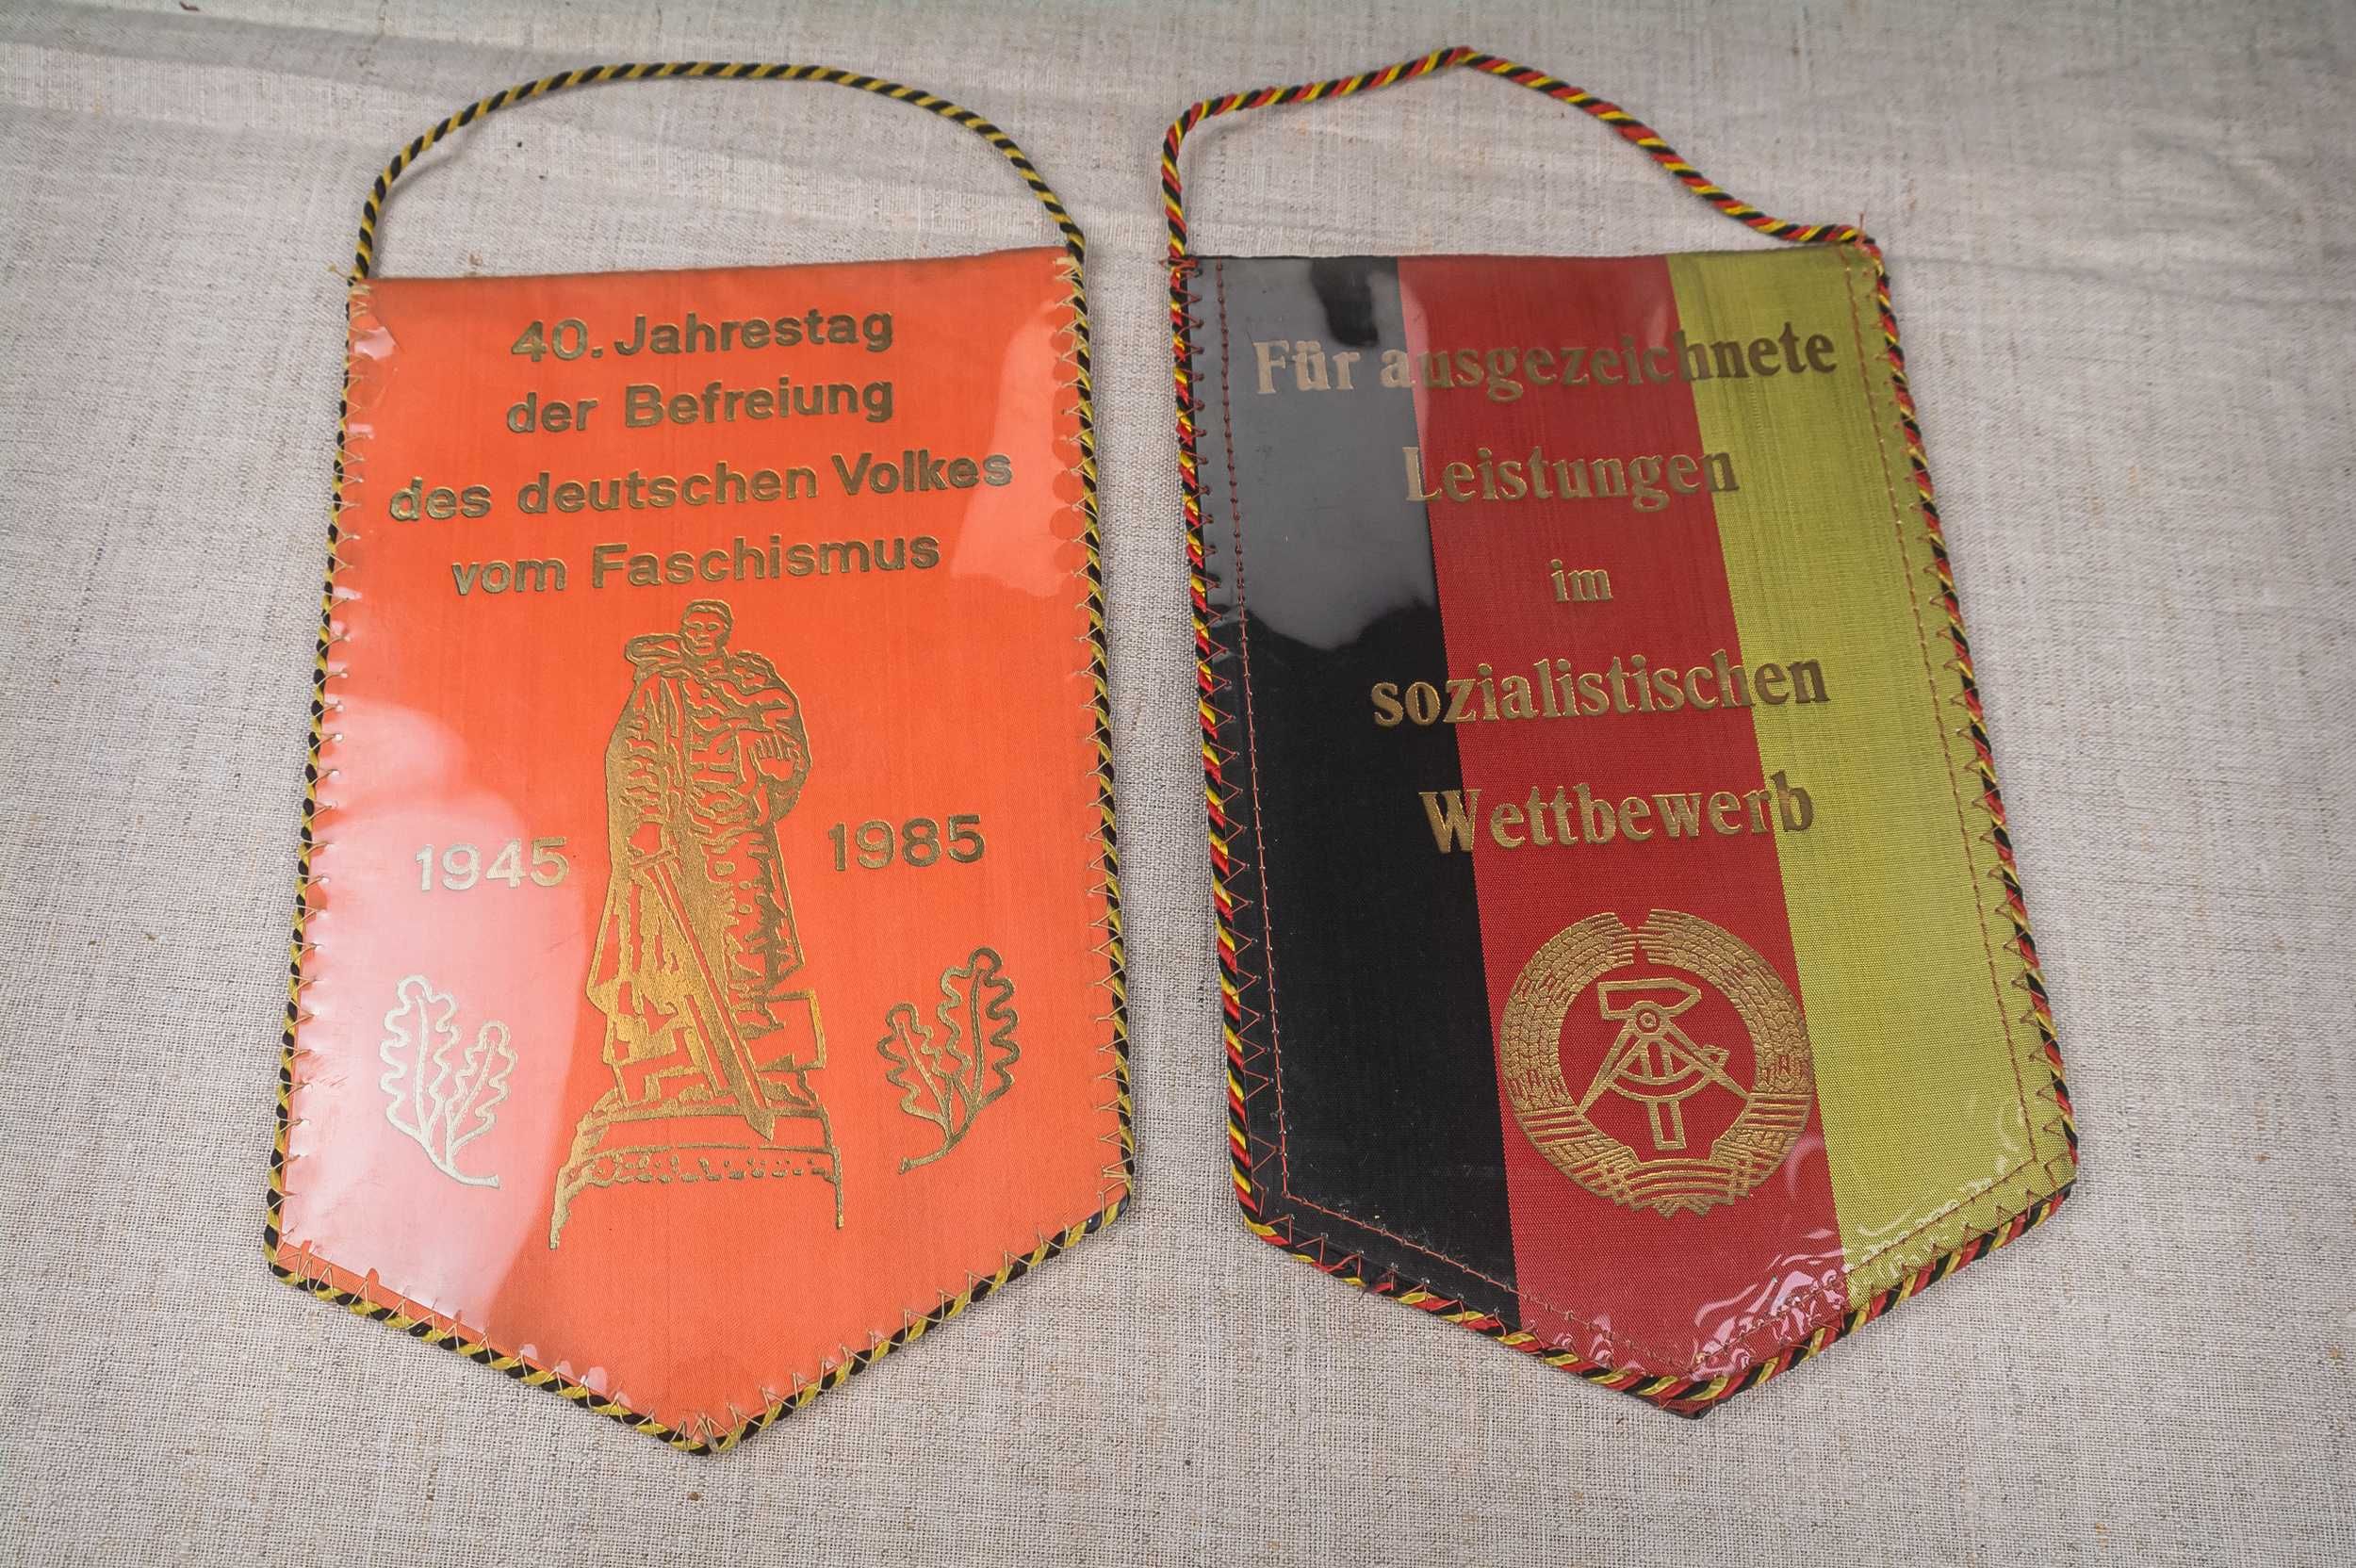 40. Jahrestag
der Befreiung
des deutschen Volkes
vom Faschismus
1945
1985
Für ausgezeichnete
Leistungen
im
sozialistischen
Wettbewerb